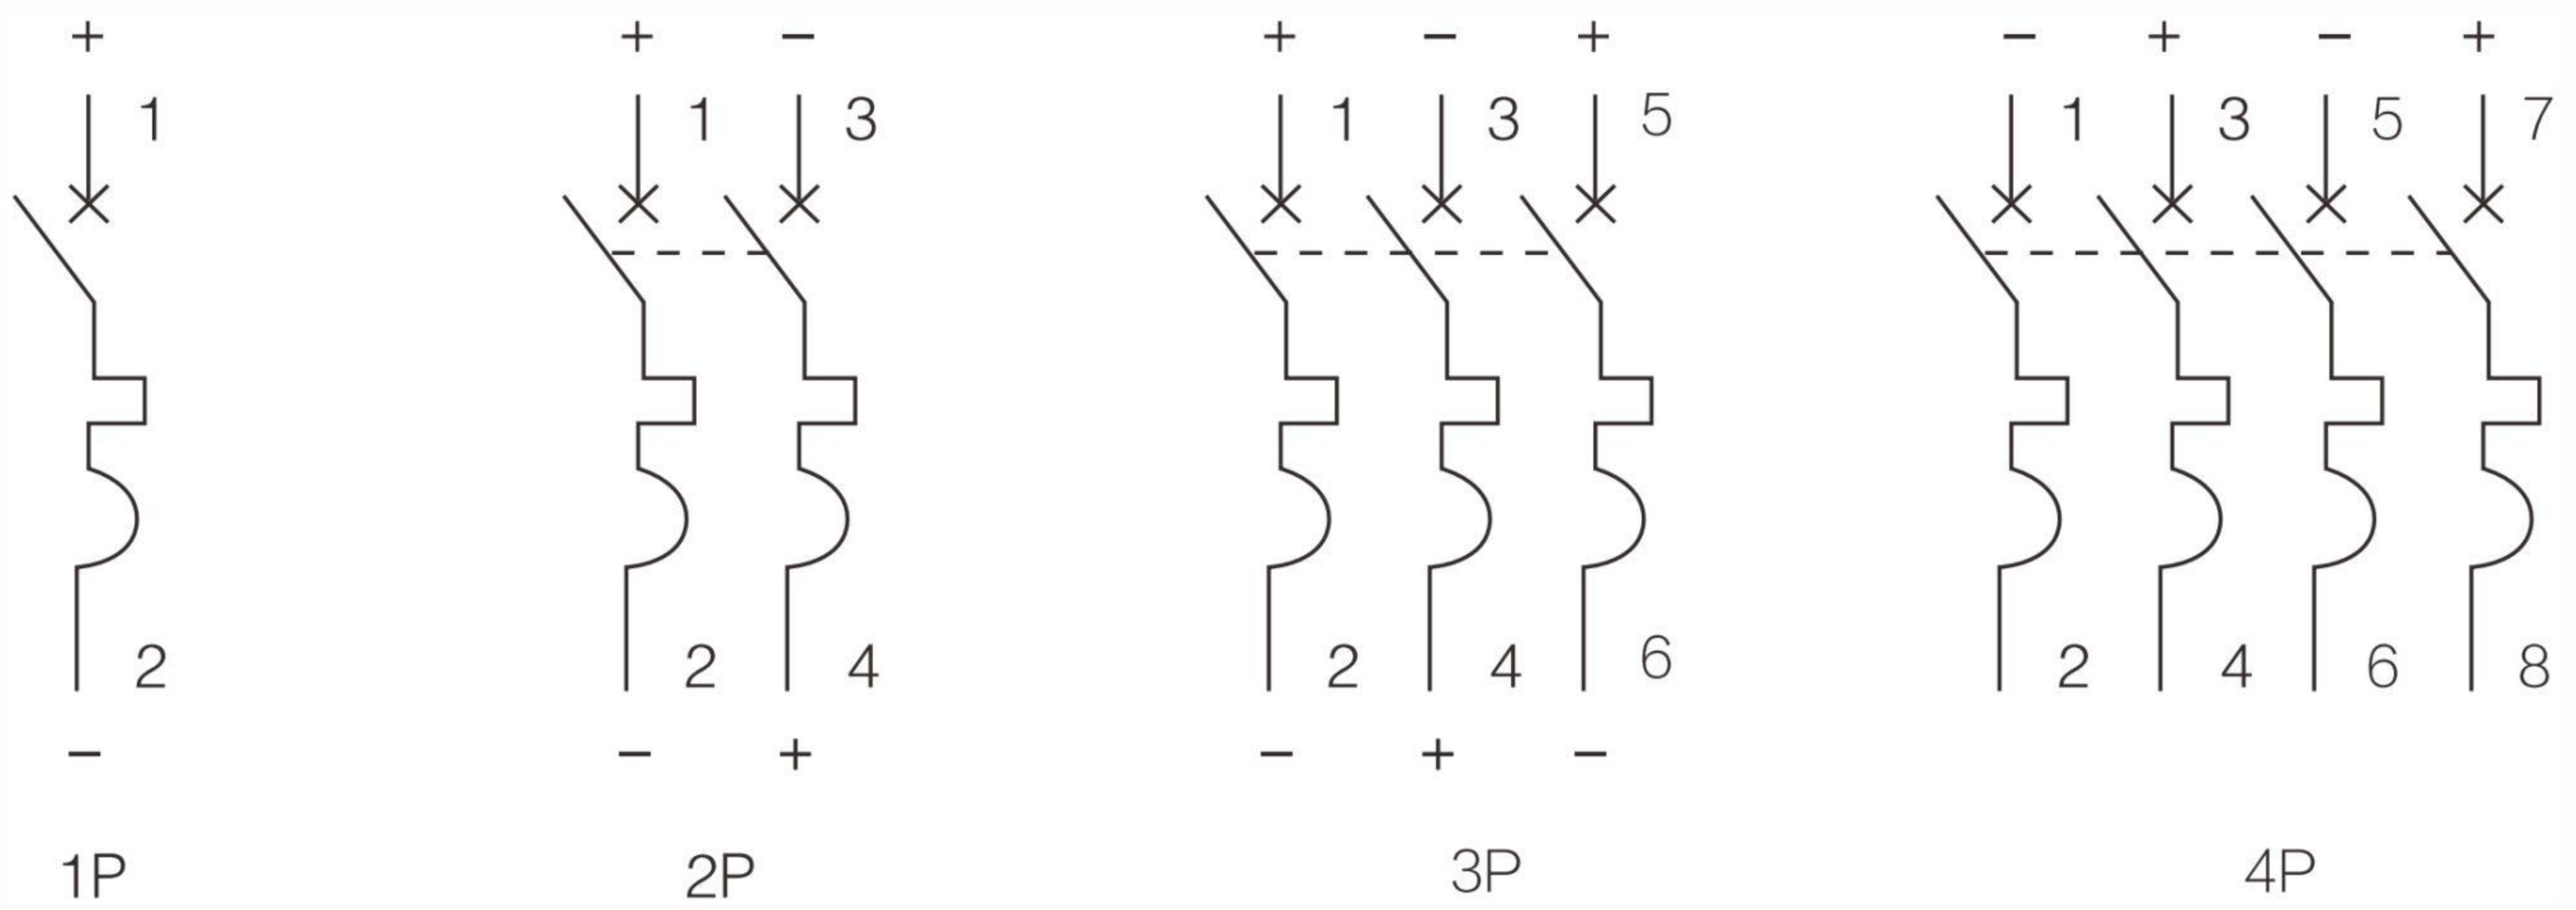 + + − + − + − + − +
1 1 3 1 3 5 1 3 5 7
2 2 4 2 4 6 2 4 6 8
− − + − + −
1P 2P 3P 4P